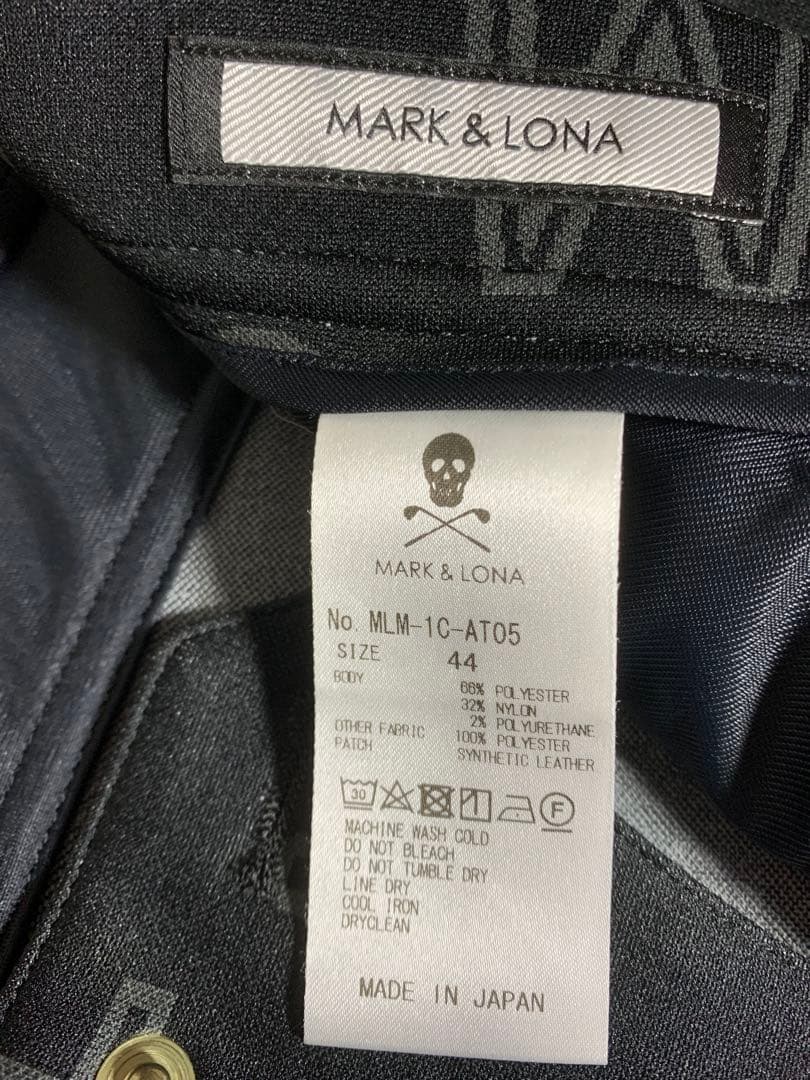 MARK & LONA
MARK & LONA
No. MLM-1C-AT05
SIZE 44
BODY 66% POLYESTER
32% NYLON
2% POLYURETHANE
OTHER FABRIC 100% POLYESTER
PATCH SYNTHETIC LEATHER
30 F
MACHINE WASH COLD
DO NOT BLEACH
DO NOT TUMBLE DRY
LINE DRY
COOL IRON
DRYCLEAN
MADE IN JAPAN